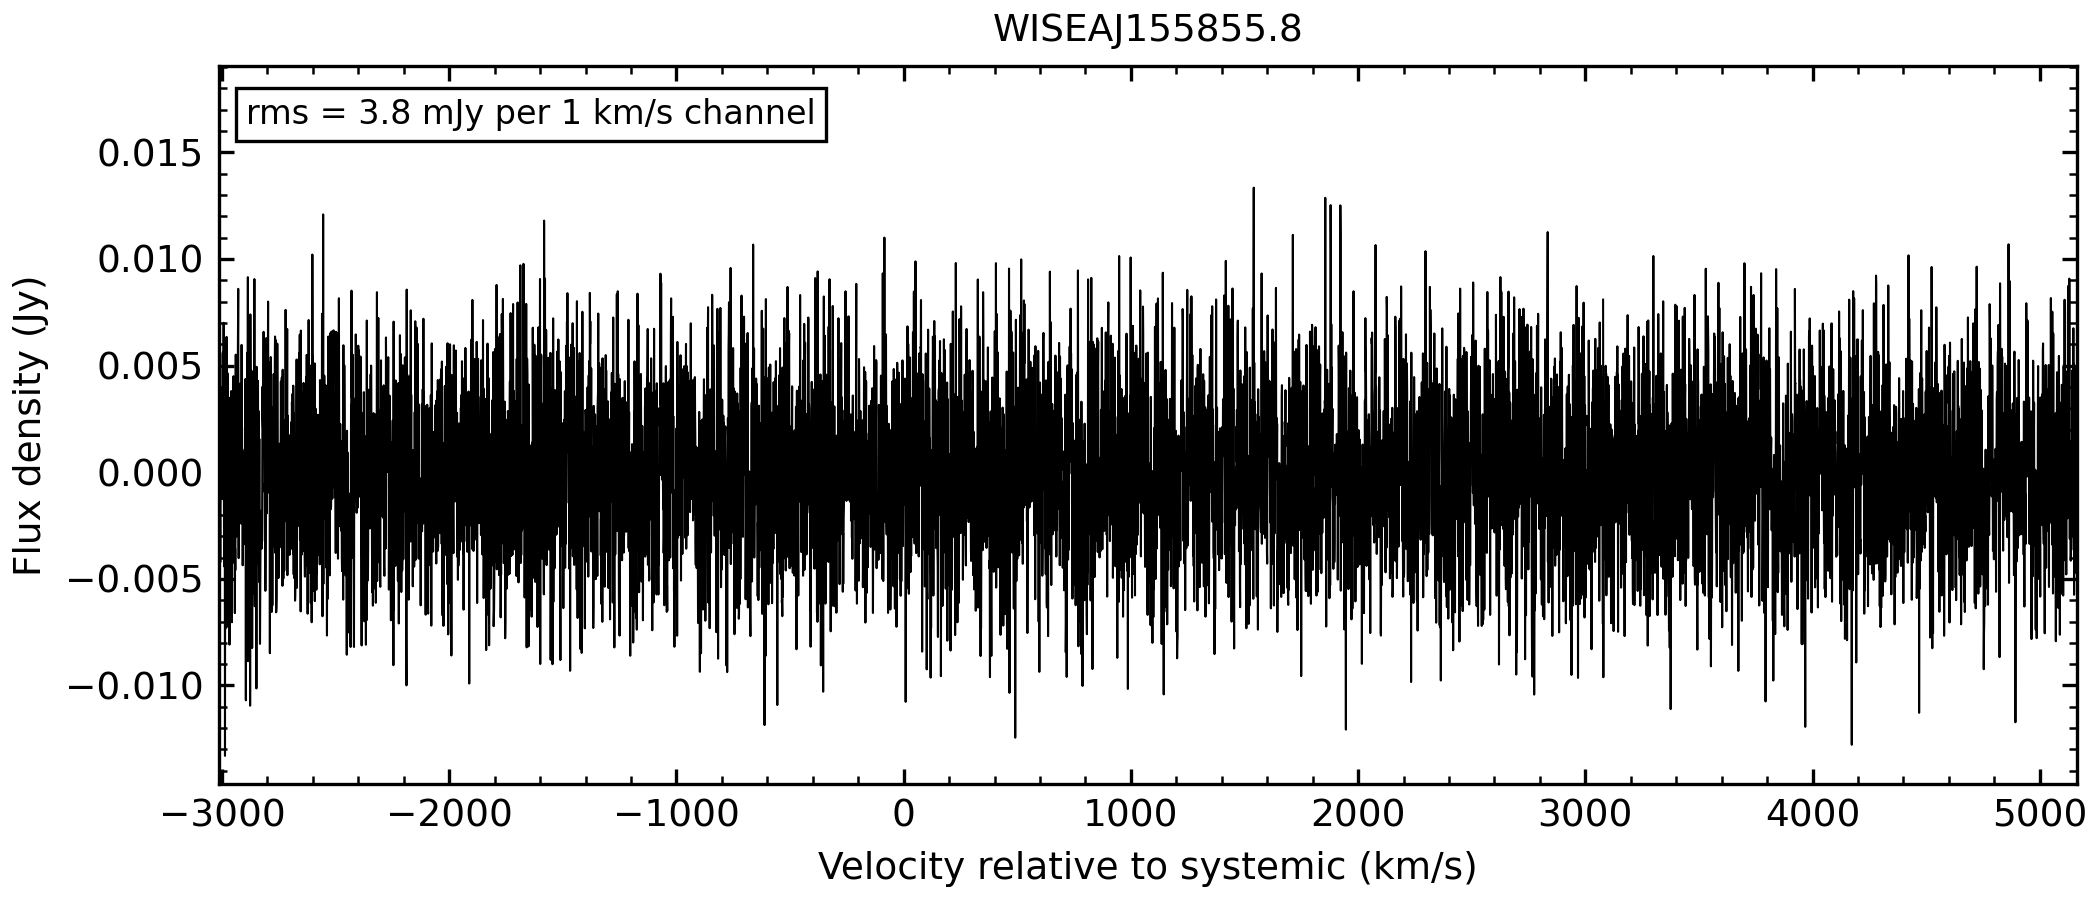 WISEAJ155855.8
rms = 3.8 mJy per 1 km/s channel
0.015
0.010
0.005
0.000
−0.005
−0.010
Flux density (Jy)
−3000 −2000 −1000 0 1000 2000 3000 4000 5000
Velocity relative to systemic (km/s)